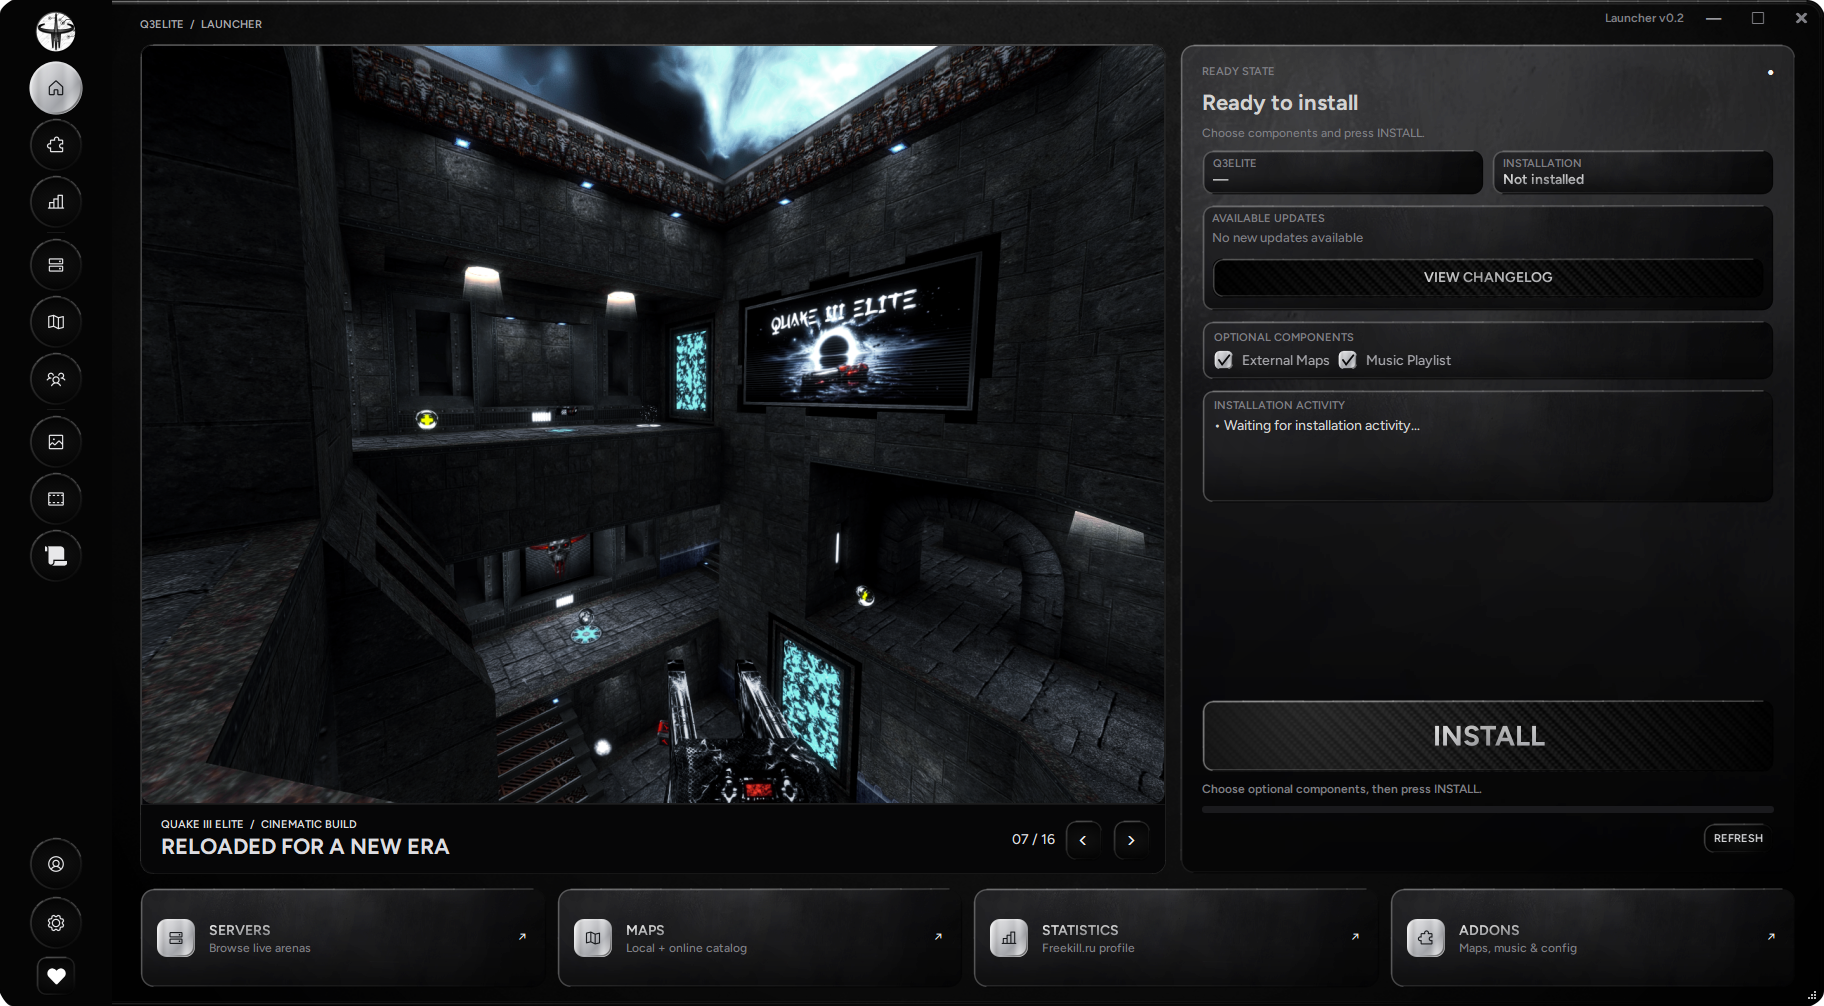 Q3ELITE / LAUNCHER
Launcher v0.2
QUAKE III ELITE
QUAKE III ELITE / CINEMATIC BUILD
RELOADED FOR A NEW ERA
07 / 16
READY STATE
Ready to install
Choose components and press INSTALL.
Q3ELITE
—
INSTALLATION
Not installed
AVAILABLE UPDATES
No new updates available
VIEW CHANGELOG
OPTIONAL COMPONENTS
External Maps Music Playlist
INSTALLATION ACTIVITY
• Waiting for installation activity...
INSTALL
Choose optional components, then press INSTALL.
REFRESH
SERVERS
Browse live arenas
MAPS
Local + online catalog
STATISTICS
Freekill.ru profile
ADDONS
Maps, music & config